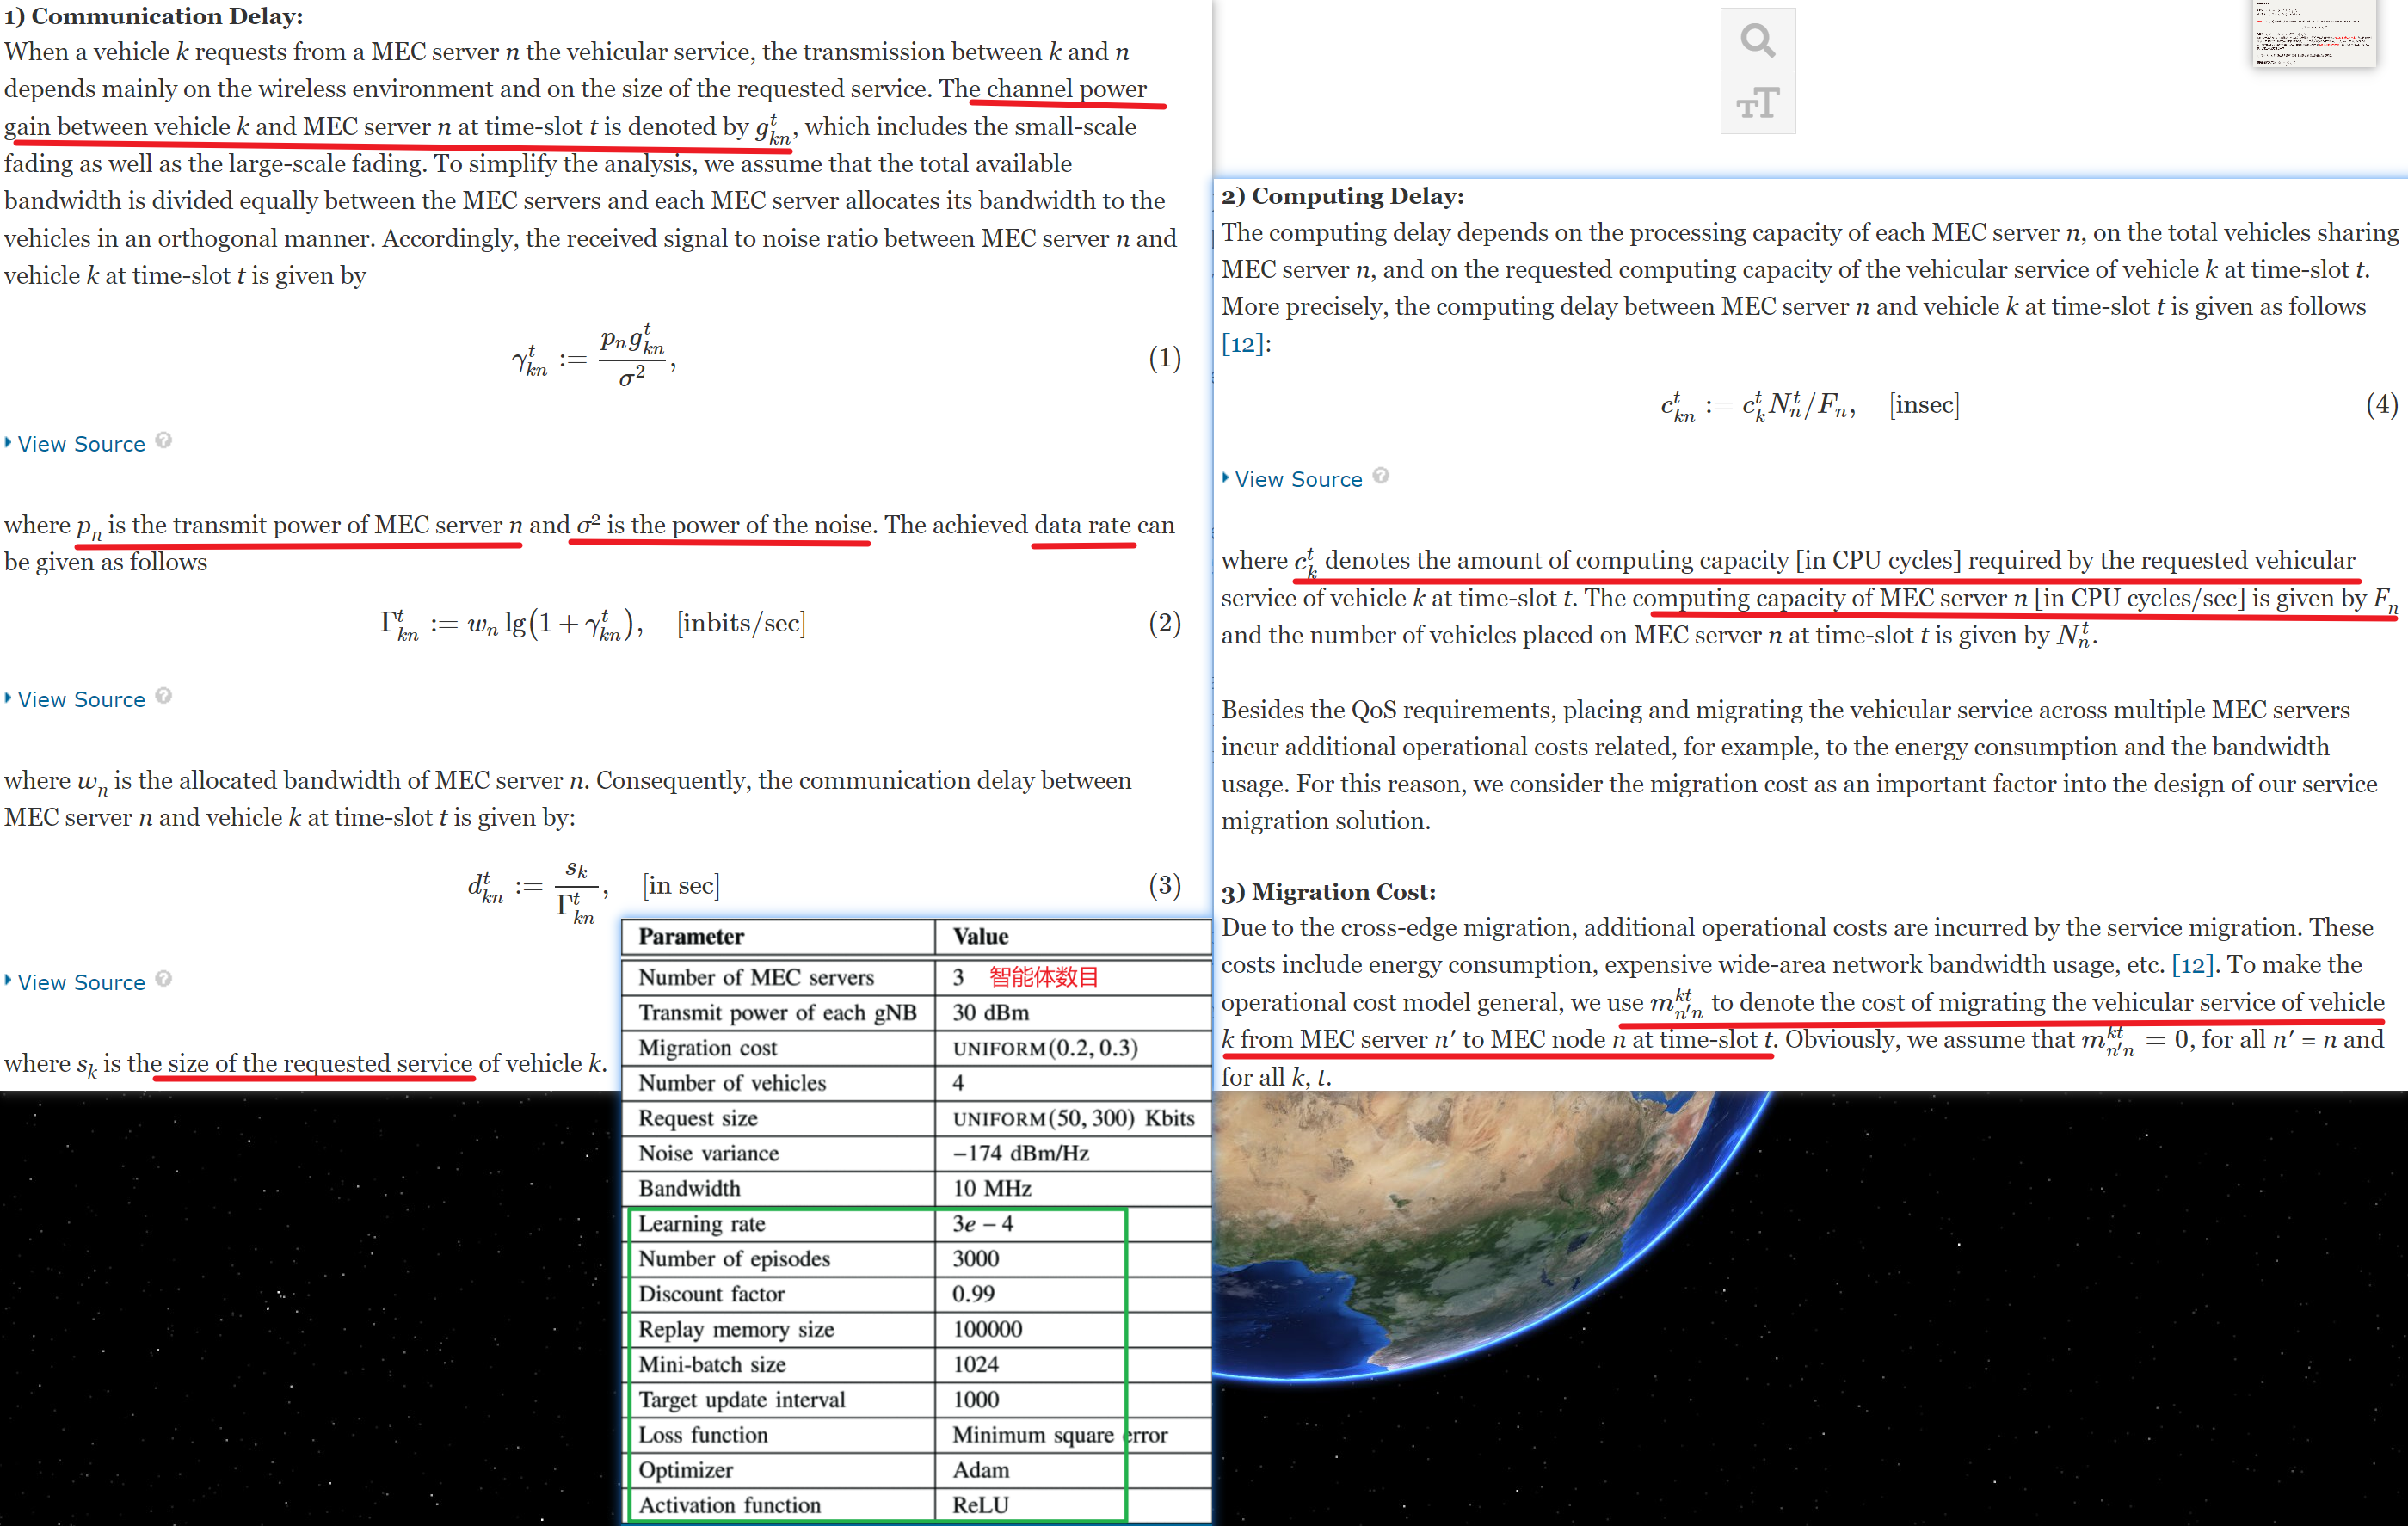 1) Communication Delay:
When a vehicle k requests from a MEC server n the vehicular service, the transmission between k and n
depends mainly on the wireless environment and on the size of the requested service. The channel power
gain between vehicle k and MEC server n at time-slot t is denoted by g^t_{kn}, which includes the small-scale
fading as well as the large-scale fading. To simplify the analysis, we assume that the total available
bandwidth is divided equally between the MEC servers and each MEC server allocates its bandwidth to the
vehicles in an orthogonal manner. Accordingly, the received signal to noise ratio between MEC server n and
vehicle k at time-slot t is given by
γ^t_{kn} := p_n g^t_{kn} / σ², (1)
View Source
where p_n is the transmit power of MEC server n and σ² is the power of the noise. The achieved data rate can
be given as follows
Γ^t_{kn} := w_n lg(1 + γ^t_{kn}), [inbits/sec] (2)
View Source
where w_n is the allocated bandwidth of MEC server n. Consequently, the communication delay between
MEC server n and vehicle k at time-slot t is given by:
d^t_{kn} := s_k / Γ^t_{kn}, [in sec] (3)
View Source
where s_k is the size of the requested service of vehicle k.
Parameter Value
Number of MEC servers 3 智能体数目
Transmit power of each gNB 30 dBm
Migration cost UNIFORM(0.2, 0.3)
Number of vehicles 4
Request size UNIFORM(50, 300) Kbits
Noise variance −174 dBm/Hz
Bandwidth 10 MHz
Learning rate 3e − 4
Number of episodes 3000
Discount factor 0.99
Replay memory size 100000
Mini-batch size 1024
Target update interval 1000
Loss function Minimum square error
Optimizer Adam
Activation function ReLU
2) Computing Delay:
The computing delay depends on the processing capacity of each MEC server n, on the total vehicles sharing
MEC server n, and on the requested computing capacity of the vehicular service of vehicle k at time-slot t.
More precisely, the computing delay between MEC server n and vehicle k at time-slot t is given as follows
[12]:
c^t_{kn} := c^t_k N^t_n / F_n, [insec] (4)
View Source
where c^t_k denotes the amount of computing capacity [in CPU cycles] required by the requested vehicular
service of vehicle k at time-slot t. The computing capacity of MEC server n [in CPU cycles/sec] is given by F_n
and the number of vehicles placed on MEC server n at time-slot t is given by N^t_n.
Besides the QoS requirements, placing and migrating the vehicular service across multiple MEC servers
incur additional operational costs related, for example, to the energy consumption and the bandwidth
usage. For this reason, we consider the migration cost as an important factor into the design of our service
migration solution.
3) Migration Cost:
Due to the cross-edge migration, additional operational costs are incurred by the service migration. These
costs include energy consumption, expensive wide-area network bandwidth usage, etc. [12]. To make the
operational cost model general, we use m^{kt}_{n'n} to denote the cost of migrating the vehicular service of vehicle
k from MEC server n′ to MEC node n at time-slot t. Obviously, we assume that m^{kt}_{n'n} = 0, for all n′ = n and
for all k, t.